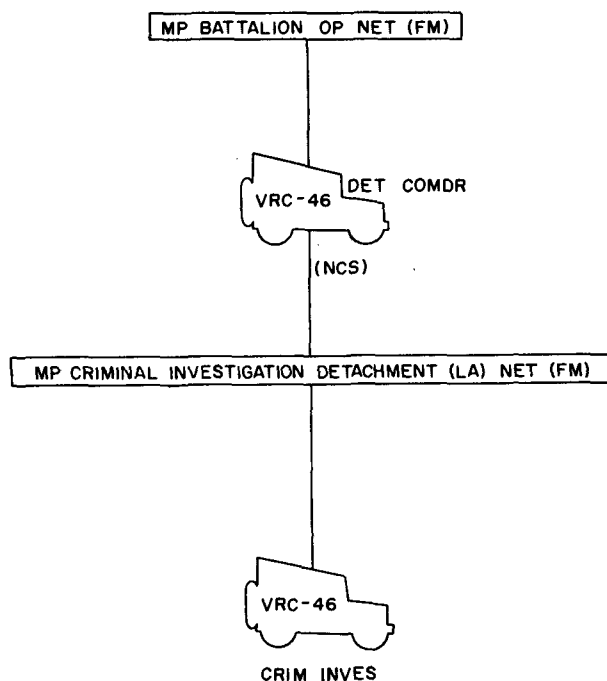 MP BATTALION OP NET (FM)
DET COMDR
VRC-46
(NCS)
MP CRIMINAL INVESTIGATION DETACHMENT (LA) NET (FM)
VRC-46
CRIM INVES